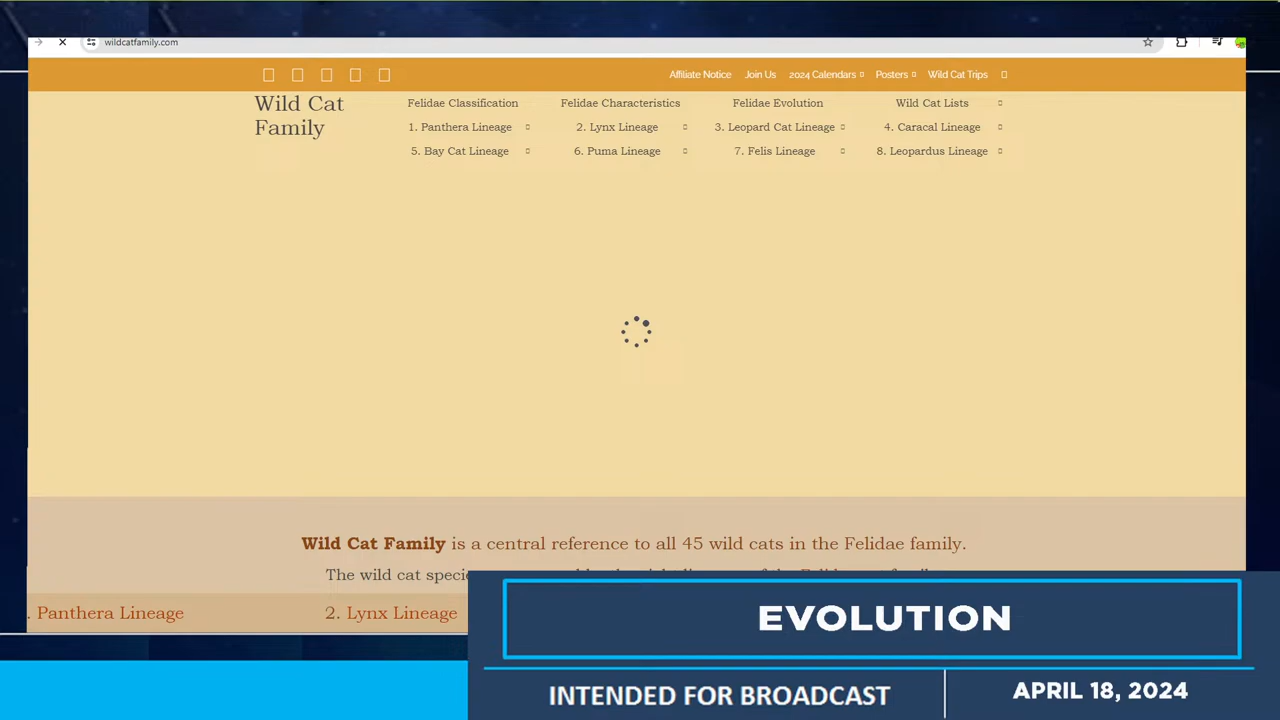 wildcatfamily.com
Affiliate Notice Join Us 2024 Calendars Posters Wild Cat Trips
Wild Cat
Family
Felidae Classification Felidae Characteristics Felidae Evolution Wild Cat Lists
1. Panthera Lineage 2. Lynx Lineage 3. Leopard Cat Lineage 4. Caracal Lineage
5. Bay Cat Lineage 6. Puma Lineage 7. Felis Lineage 8. Leopardus Lineage
Wild Cat Family is a central reference to all 45 wild cats in the Felidae family.
The wild cat
. Panthera Lineage 2. Lynx Lineage
EVOLUTION
INTENDED FOR BROADCAST
APRIL 18, 2024